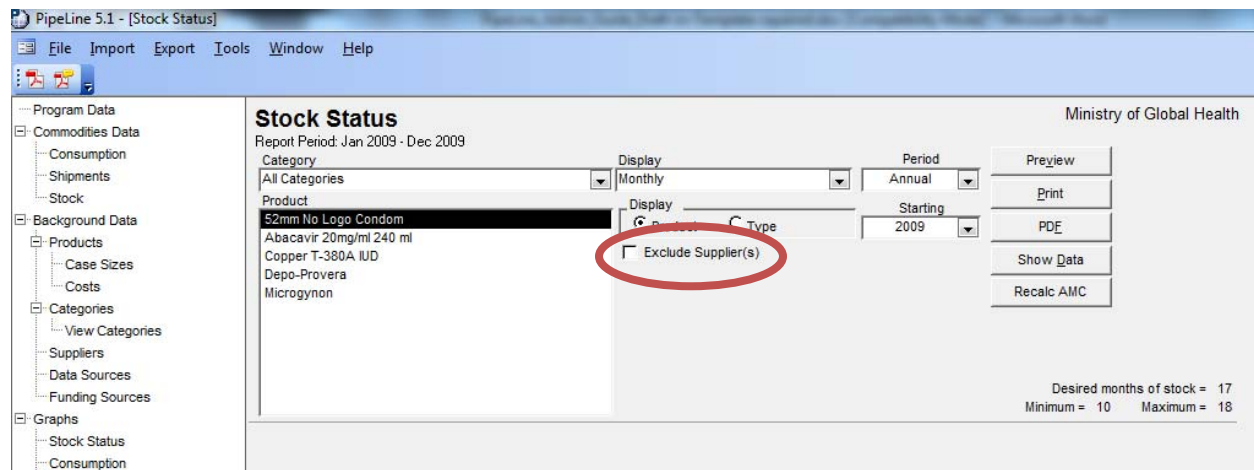 PipeLine 5.1 - [Stock Status]
File Import Export Tools Window Help
Program Data
Commodities Data
Consumption
Shipments
Stock
Background Data
Products
Case Sizes
Costs
Categories
View Categories
Suppliers
Data Sources
Funding Sources
Graphs
Stock Status
Consumption
Stock Status
Ministry of Global Health
Report Period: Jan 2009 - Dec 2009
Category
All Categories
Display
Monthly
Period
Annual
Product
52mm No Logo Condom
Abacavir 20mg/ml 240 ml
Copper T-380A IUD
Depo-Provera
Microgynon
Display
Product Type
Exclude Supplier(s)
Starting
2009
Preview
Print
PDF
Show Data
Recalc AMC
Desired months of stock = 17
Minimum = 10 Maximum = 18